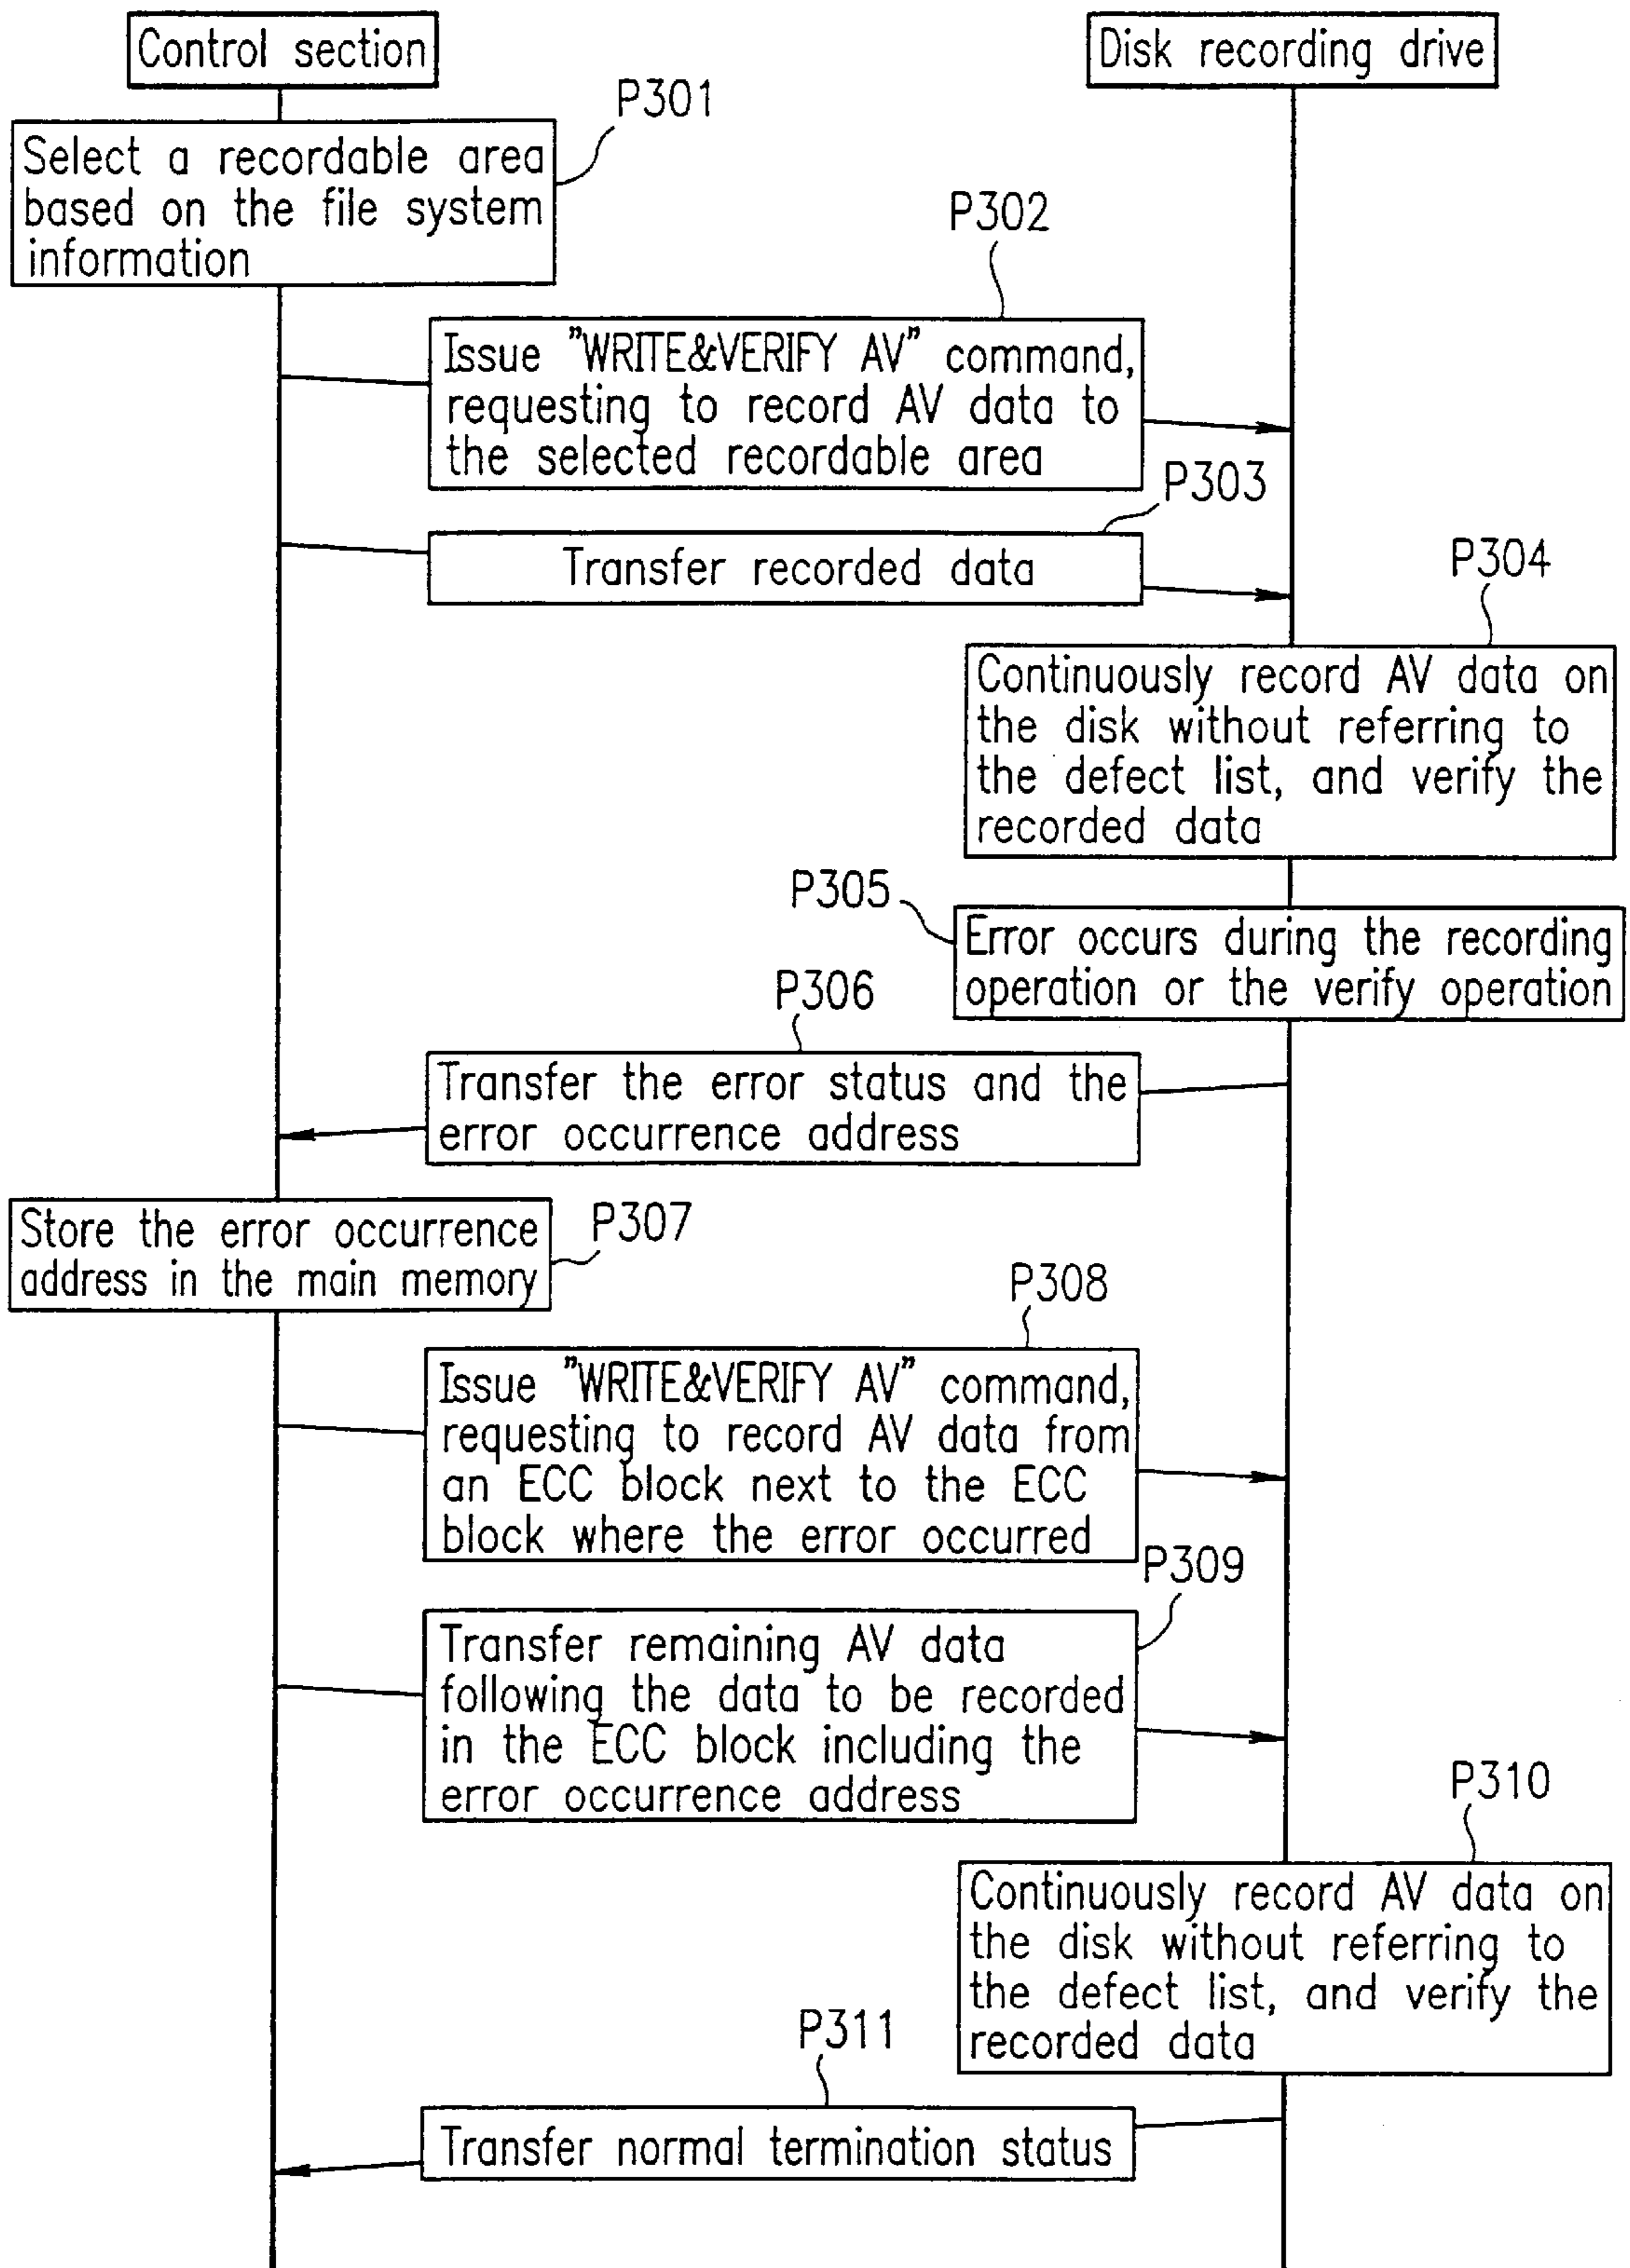 Control section
Disk recording drive
P301
Select a recordable area
based on the file system
information
P302
Issue "WRITE&VERIFY AV" command,
requesting to record AV data to
the selected recordable area
P303
Transfer recorded data
P304
Continuously record AV data on
the disk without referring to
the defect list, and verify the
recorded data
P305
Error occurs during the recording
operation or the verify operation
P306
Transfer the error status and the
error occurrence address
P307
Store the error occurrence
address in the main memory
P308
Issue "WRITE&VERIFY AV" command,
requesting to record AV data from
an ECC block next to the ECC
block where the error occurred
P309
Transfer remaining AV data
following the data to be recorded
in the ECC block including the
error occurrence address
P310
Continuously record AV data on
the disk without referring to
the defect list, and verify the
recorded data
P311
Transfer normal termination status